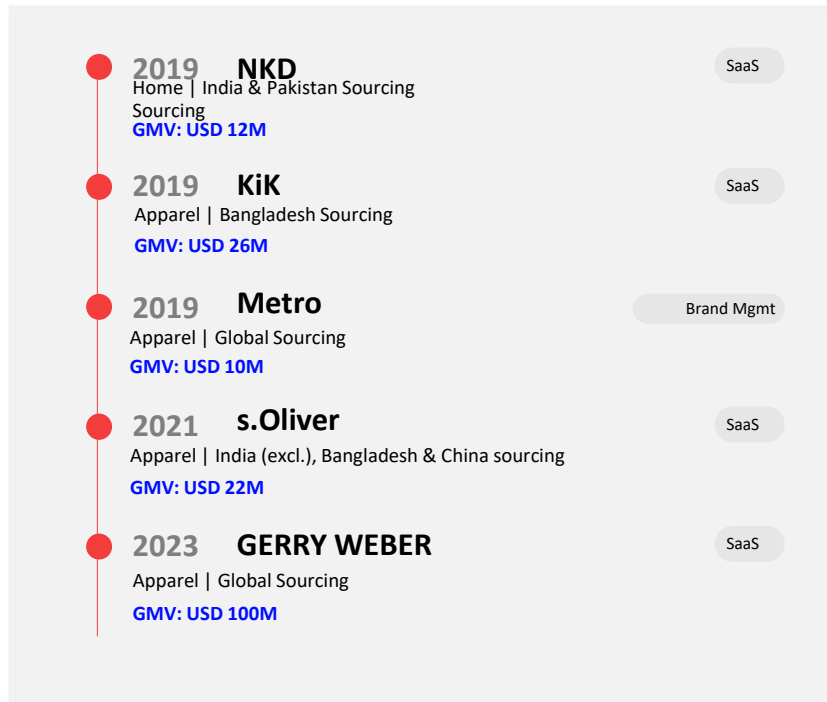 2019 NKD SaaS
Home | India & Pakistan Sourcing
Sourcing
GMV: USD 12M
2019 KiK SaaS
Apparel | Bangladesh Sourcing
GMV: USD 26M
2019 Metro Brand Mgmt
Apparel | Global Sourcing
GMV: USD 10M
2021 s.Oliver SaaS
Apparel | India (excl.), Bangladesh & China sourcing
GMV: USD 22M
2023 GERRY WEBER SaaS
Apparel | Global Sourcing
GMV: USD 100M